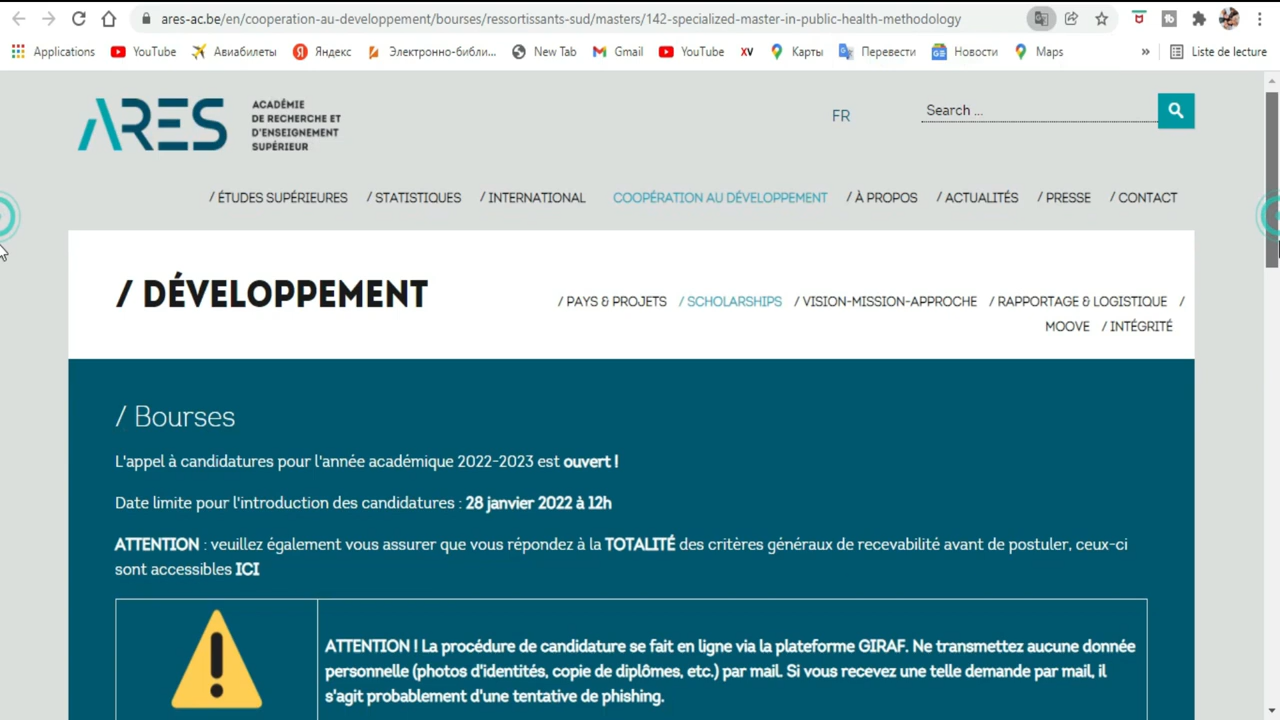 ares-ac.be/en/cooperation-au-developpement/bourses/ressortissants-sud/masters/142-specialized-master-in-public-health-methodology
Applications YouTube Авиабилеты Яндекс Электронно-библи... New Tab Gmail YouTube XV Карты Перевести Новости Maps » Liste de lecture
ARES
ACADÉMIE
DE RECHERCHE ET
D'ENSEIGNEMENT
SUPÉRIEUR
FR
Search ...
/ ÉTUDES SUPÉRIEURES / STATISTIQUES / INTERNATIONAL COOPÉRATION AU DÉVELOPPEMENT / À PROPOS / ACTUALITÉS / PRESSE / CONTACT
/ DÉVELOPPEMENT
/ PAYS & PROJETS / SCHOLARSHIPS / VISION-MISSION-APPROCHE / RAPPORTAGE & LOGISTIQUE /
MOOVE / INTÉGRITÉ
/ Bourses
L'appel à candidatures pour l'année académique 2022-2023 est ouvert !
Date limite pour l'introduction des candidatures : 28 janvier 2022 à 12h
ATTENTION : veuillez également vous assurer que vous répondez à la TOTALITÉ des critères généraux de recevabilité avant de postuler, ceux-ci
sont accessibles ICI
ATTENTION ! La procédure de candidature se fait en ligne via la plateforme GIRAF. Ne transmettez aucune donnée
personnelle (photos d'identités, copie de diplômes, etc.) par mail. Si vous recevez une telle demande par mail, il
s'agit probablement d'une tentative de phishing.